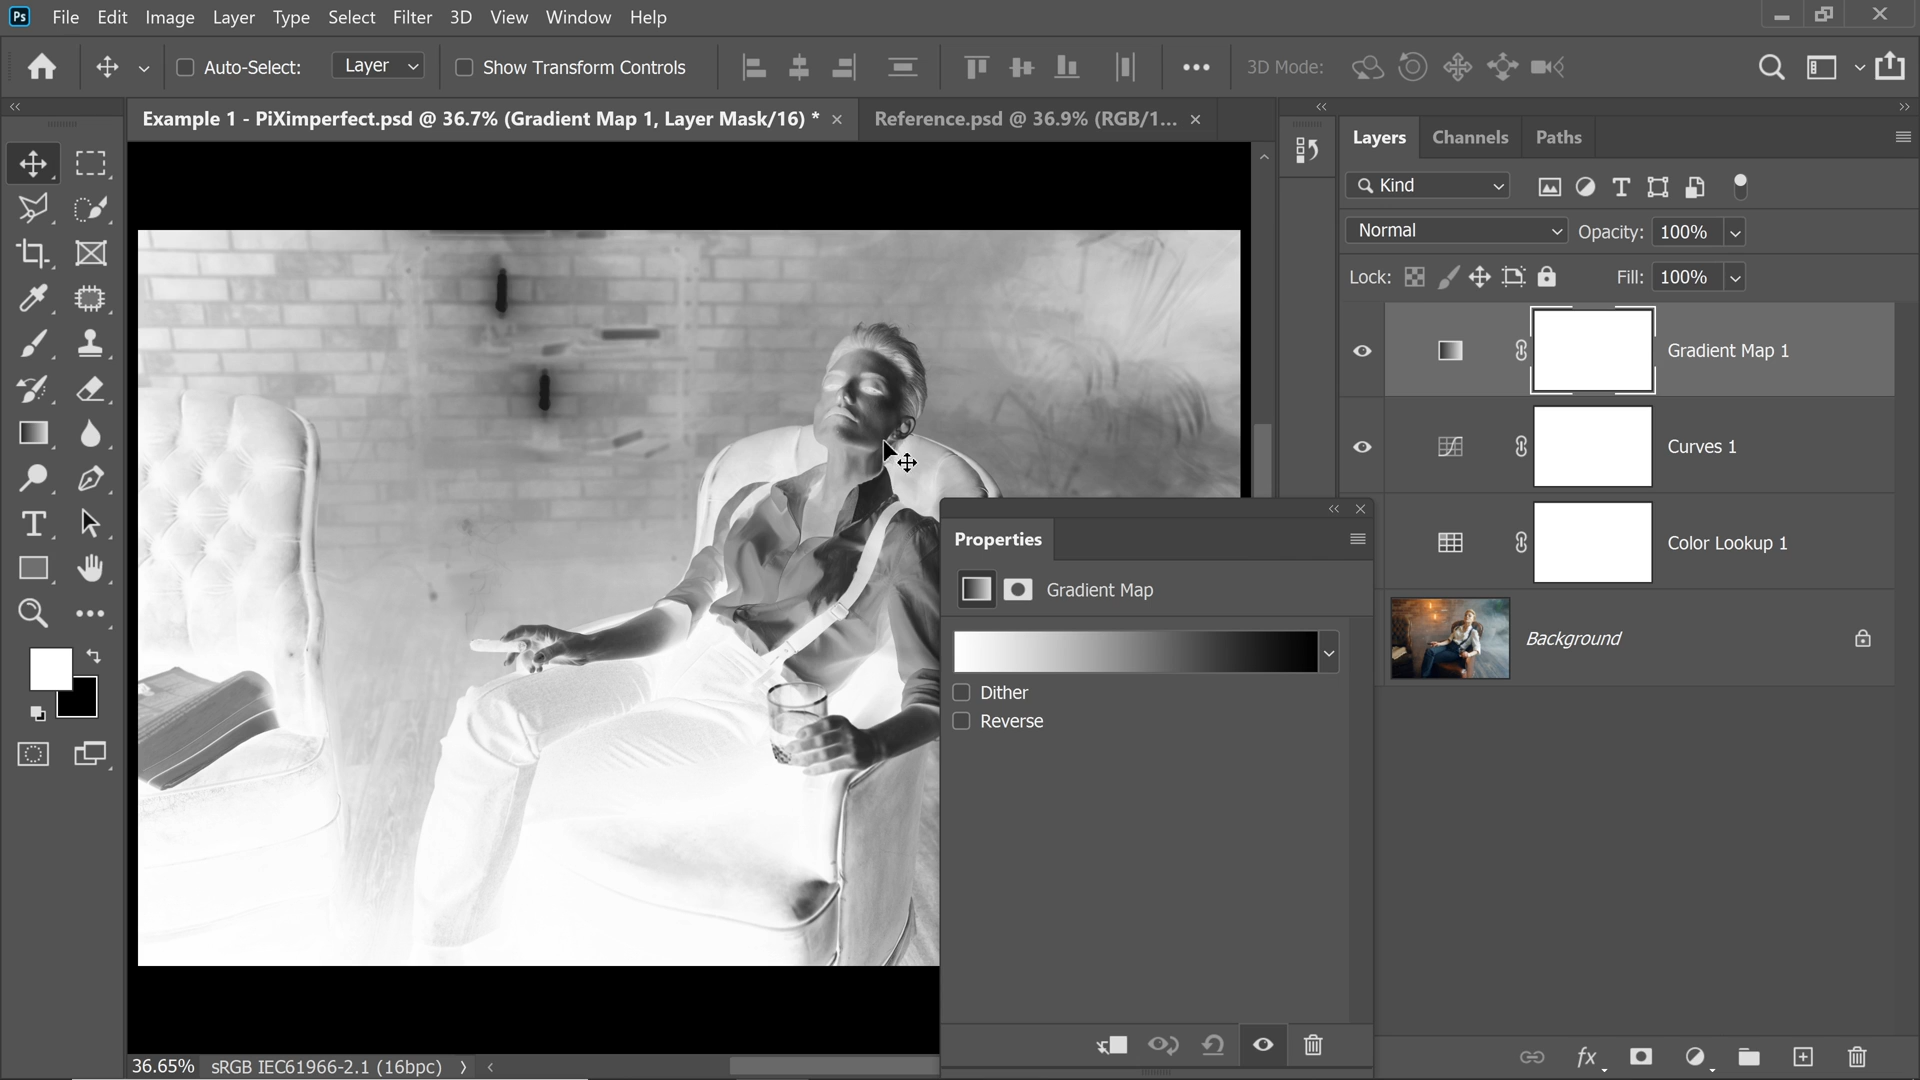 Ps File Edit Image Layer Type Select Filter 3D View Window Help
Auto-Select: Layer Show Transform Controls 3D Mode:
Example 1 - PiXimperfect.psd @ 36.7% (Gradient Map 1, Layer Mask/16) * Reference.psd @ 36.9% (RGB/1...
Layers Channels Paths
Kind
Normal Opacity: 100%
Lock: Fill: 100%
Gradient Map 1
Curves 1
Color Lookup 1
Background
Properties
Gradient Map
Dither
Reverse
36.65% sRGB IEC61966-2.1 (16bpc)
fx